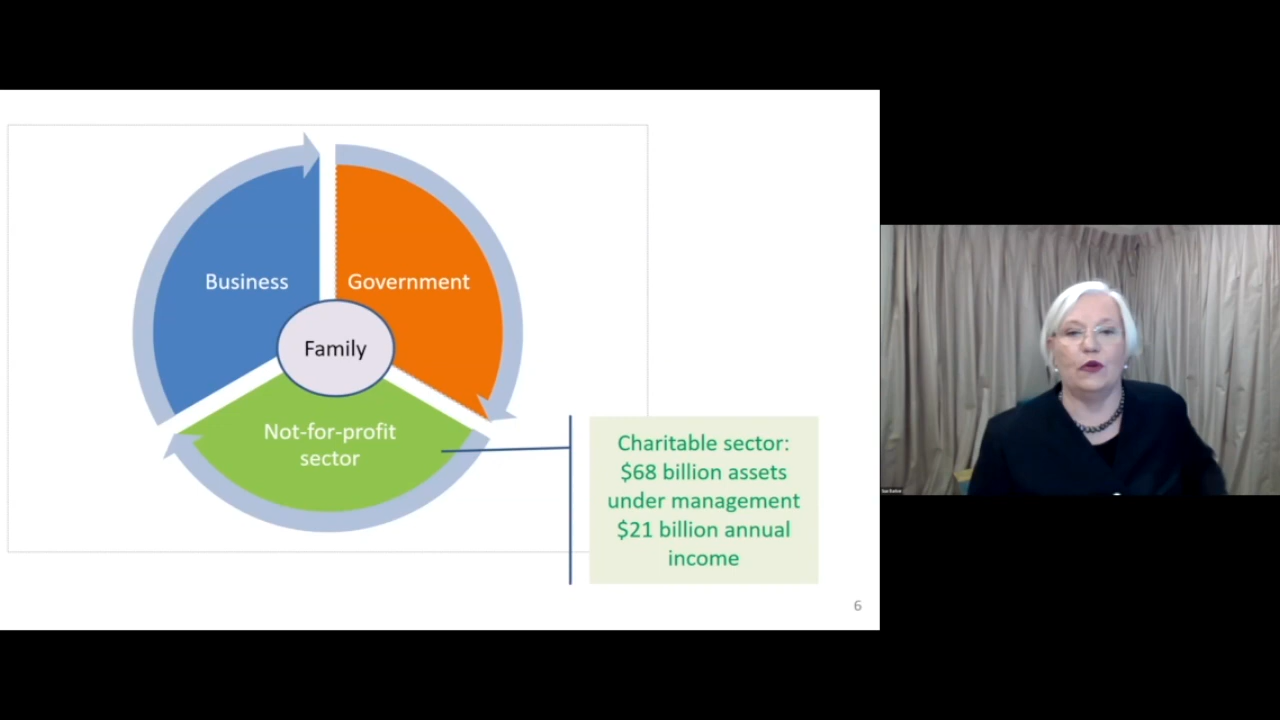 Business
Government
Family
Not-for-profit
sector
Charitable sector:
$68 billion assets
under management
$21 billion annual
income
6